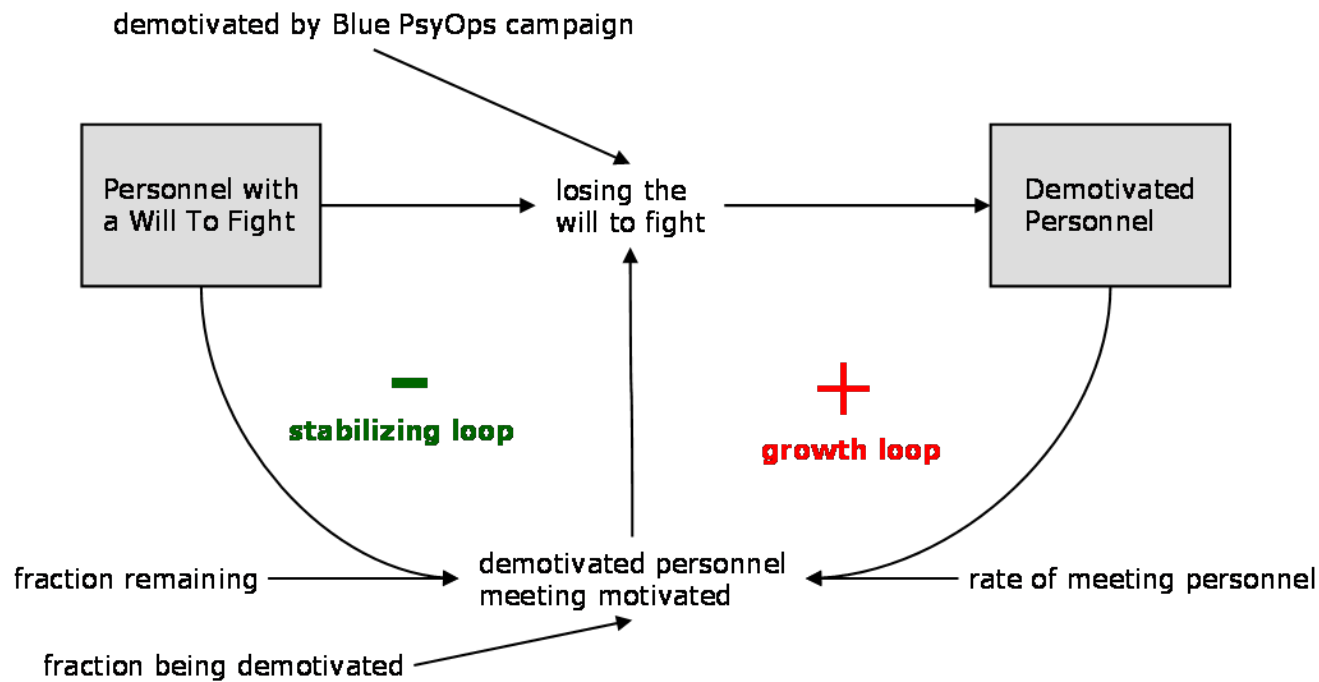 demotivated by Blue PsyOps campaign
Personnel with
a Will To Fight
losing the
will to fight
Demotivated
Personnel
−
stabilizing loop
+
growth loop
fraction remaining
demotivated personnel
meeting motivated
rate of meeting personnel
fraction being demotivated